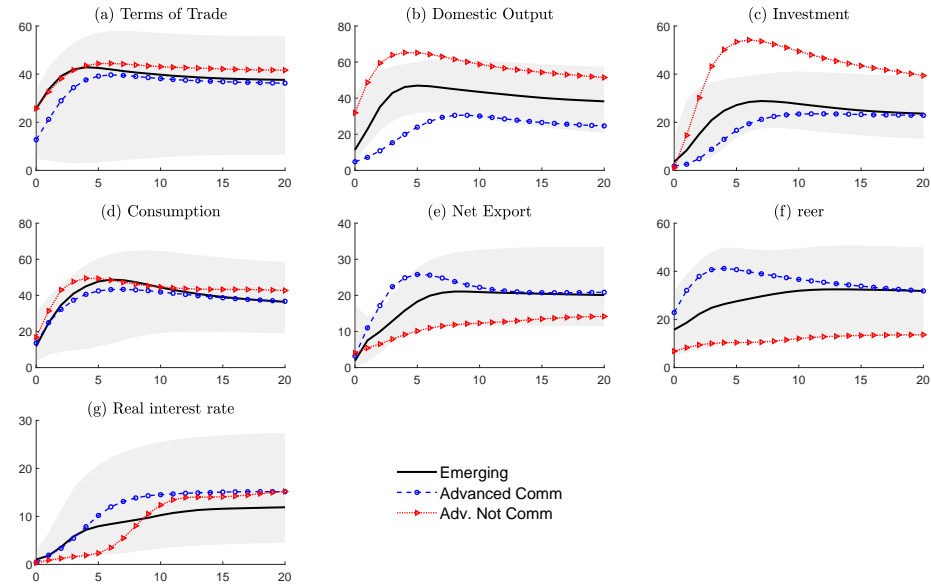 (a) Terms of Trade
(b) Domestic Output
(c) Investment
60
40
20
0
0 5 10 15 20
80
60
40
20
0
0 5 10 15 20
60
40
20
0
0 5 10 15 20
(d) Consumption
(e) Net Export
(f) reer
80
60
40
20
0
0 5 10 15 20
40
30
20
10
0
0 5 10 15 20
60
40
20
0
0 5 10 15 20
(g) Real interest rate
30
20
10
0
0 5 10 15 20
Emerging
Advanced Comm
Adv. Not Comm